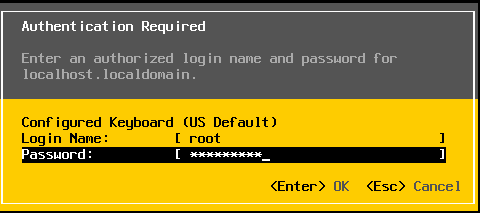 Authentication Required
Enter an authorized login name and password for
localhost.localdomain.
Configured Keyboard (US Default)
Login Name: [ root ]
Password: [ *********_ ]
<Enter> OK <Esc> Cancel